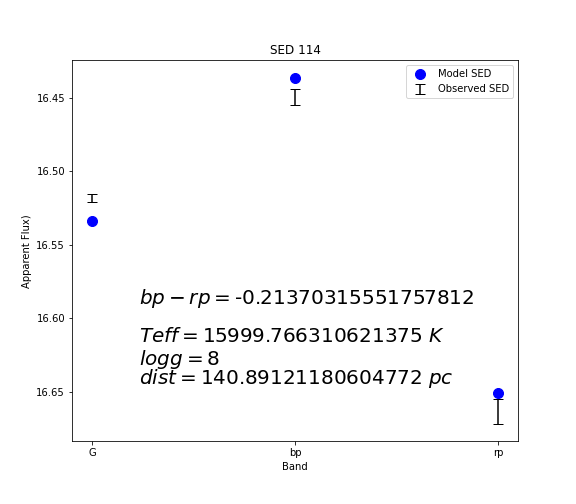 SED 114
Model SED
Observed SED
16.45
16.50
16.55
16.60
16.65
Apparent Flux)
bp − rp = -0.21370315551757812
Teff = 15999.766310621375 K
logg = 8
dist = 140.89121180604772 pc
G
bp
rp
Band